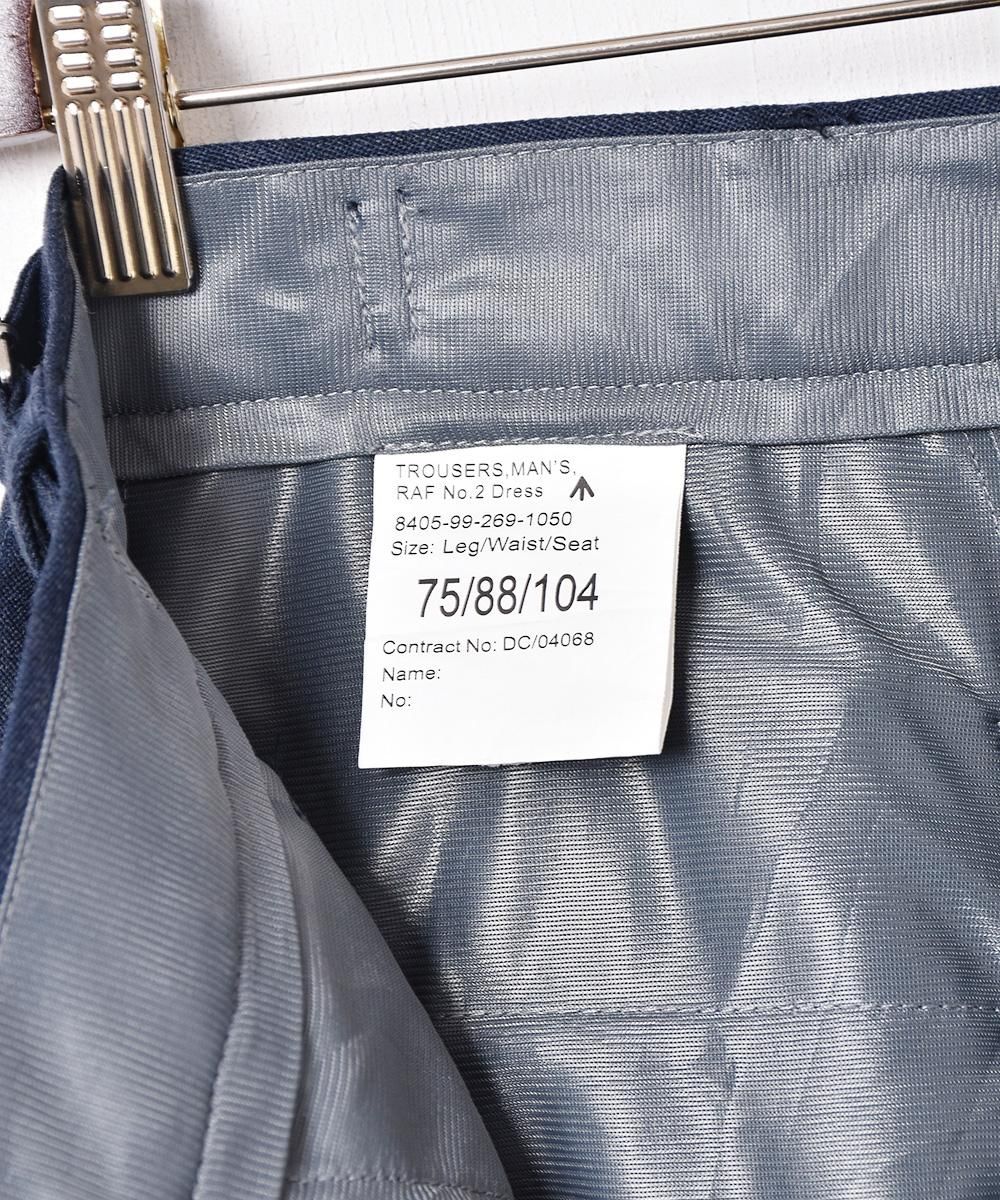 TROUSERS,MAN'S,
RAF No.2 Dress
8405-99-269-1050
Size: Leg/Waist/Seat
75/88/104
Contract No: DC/04068
Name:
No: